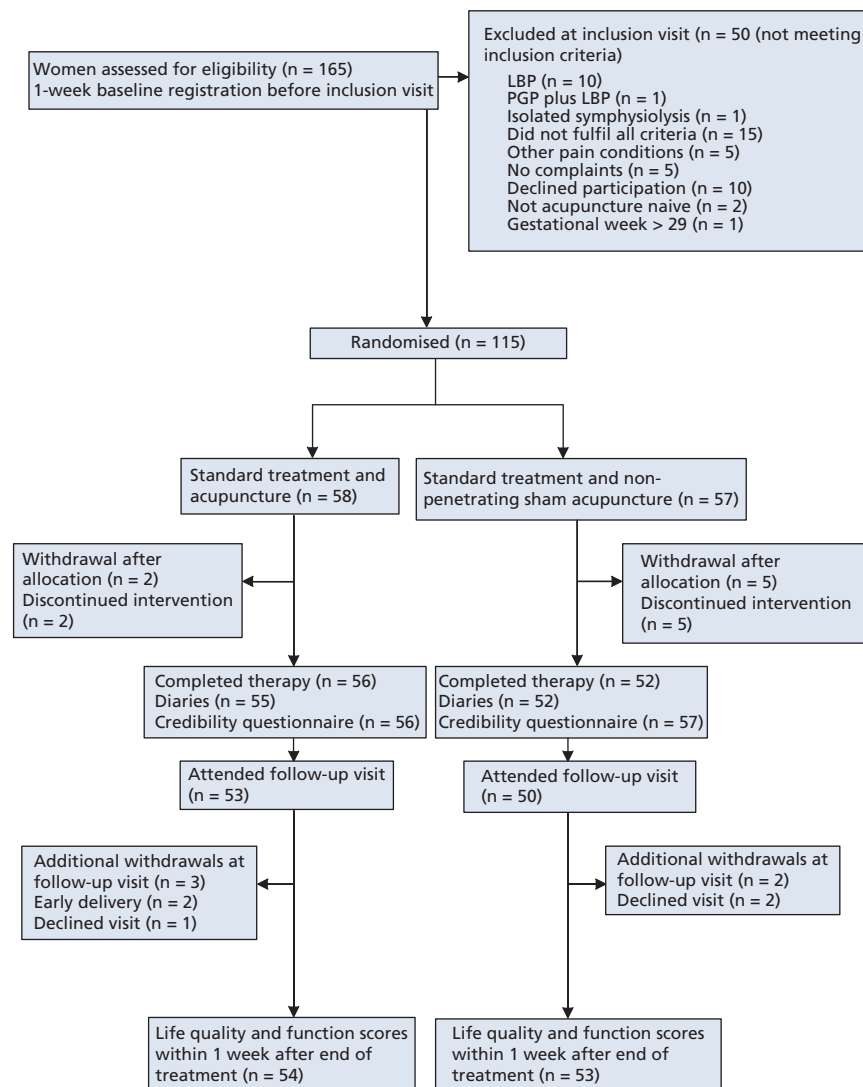 Women assessed for eligibility (n = 165)
1-week baseline registration before inclusion visit
Excluded at inclusion visit (n = 50 (not meeting
inclusion criteria)
LBP (n = 10)
PGP plus LBP (n = 1)
Isolated symphysiolysis (n = 1)
Did not fulfil all criteria (n = 15)
Other pain conditions (n = 5)
No complaints (n = 5)
Declined participation (n = 10)
Not acupuncture naive (n = 2)
Gestational week > 29 (n = 1)
Randomised (n = 115)
Standard treatment and
acupuncture (n = 58)
Standard treatment and non-
penetrating sham acupuncture (n = 57)
Withdrawal after
allocation (n = 2)
Discontinued intervention
(n = 2)
Withdrawal after
allocation (n = 5)
Discontinued intervention
(n = 5)
Completed therapy (n = 56)
Diaries (n = 55)
Credibility questionnaire (n = 56)
Completed therapy (n = 52)
Diaries (n = 52)
Credibility questionnaire (n = 57)
Attended follow-up visit
(n = 53)
Attended follow-up visit
(n = 50)
Additional withdrawals at
follow-up visit (n = 3)
Early delivery (n = 2)
Declined visit (n = 1)
Additional withdrawals at
follow-up visit (n = 2)
Declined visit (n = 2)
Life quality and function scores
within 1 week after end of
treatment (n = 54)
Life quality and function scores
within 1 week after end of
treatment (n = 53)